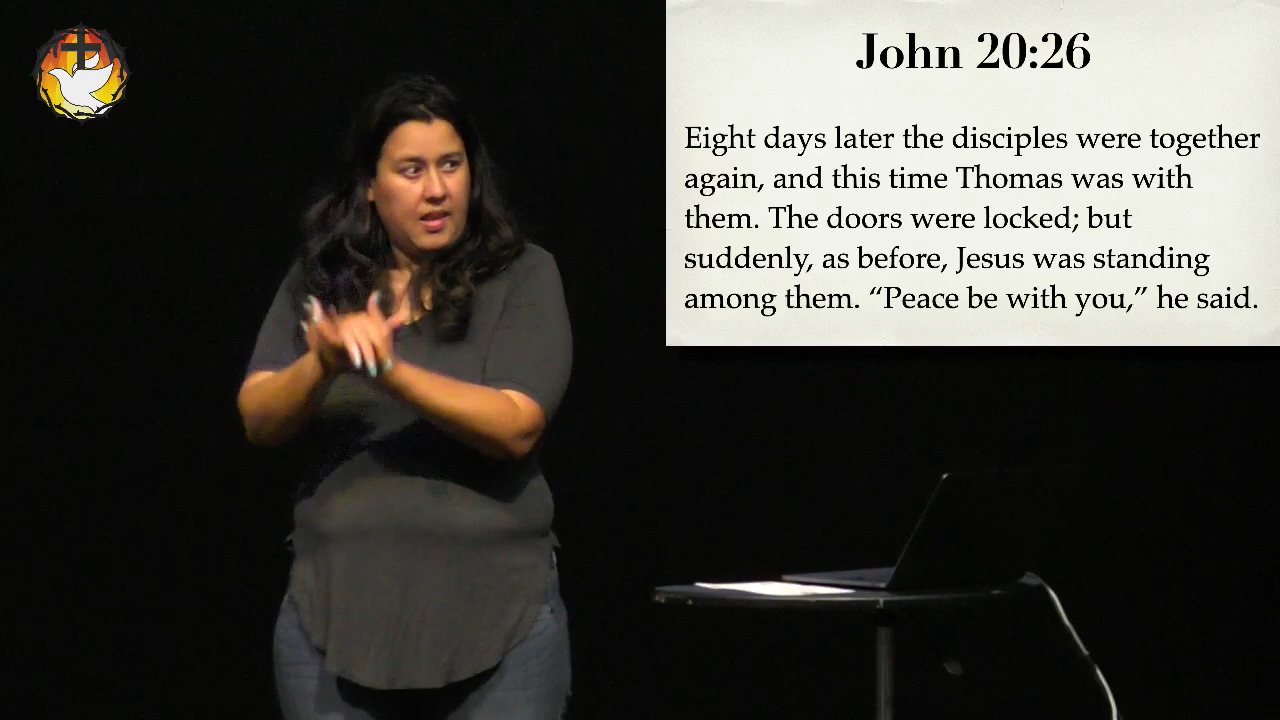 John 20:26
Eight days later the disciples were together
again, and this time Thomas was with
them. The doors were locked; but
suddenly, as before, Jesus was standing
among them. “Peace be with you,” he said.